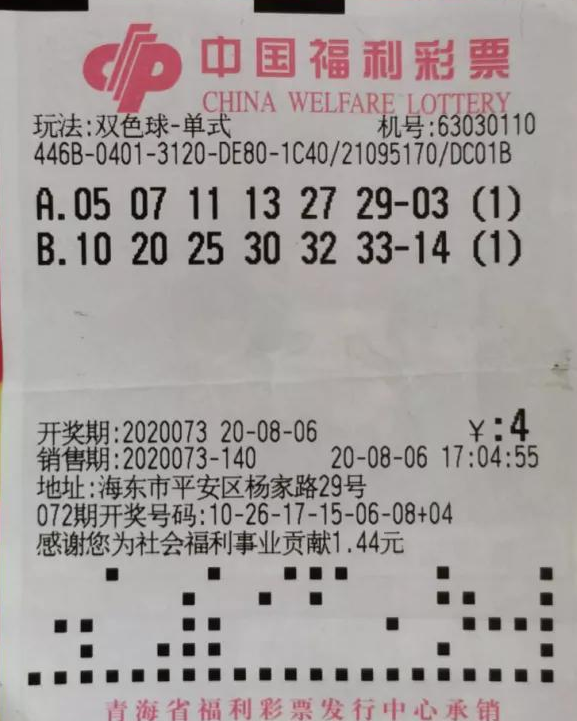 中国福利彩票
CHINA WELFARE LOTTERY
玩法:双色球-单式 机号:63030110
446B-0401-3120-DE80-1C40/21095170/DC01B
A.05 07 11 13 27 29-03 (1)
B.10 20 25 30 32 33-14 (1)
开奖期:2020073 20-08-06 ¥:4
销售期:2020073-140 20-08-06 17:04:55
地址:海东市平安区杨家路29号
072期开奖号码:10-26-17-15-06-08+04
感谢您为社会福利事业贡献1.44元
青海省福利彩票发行中心承销